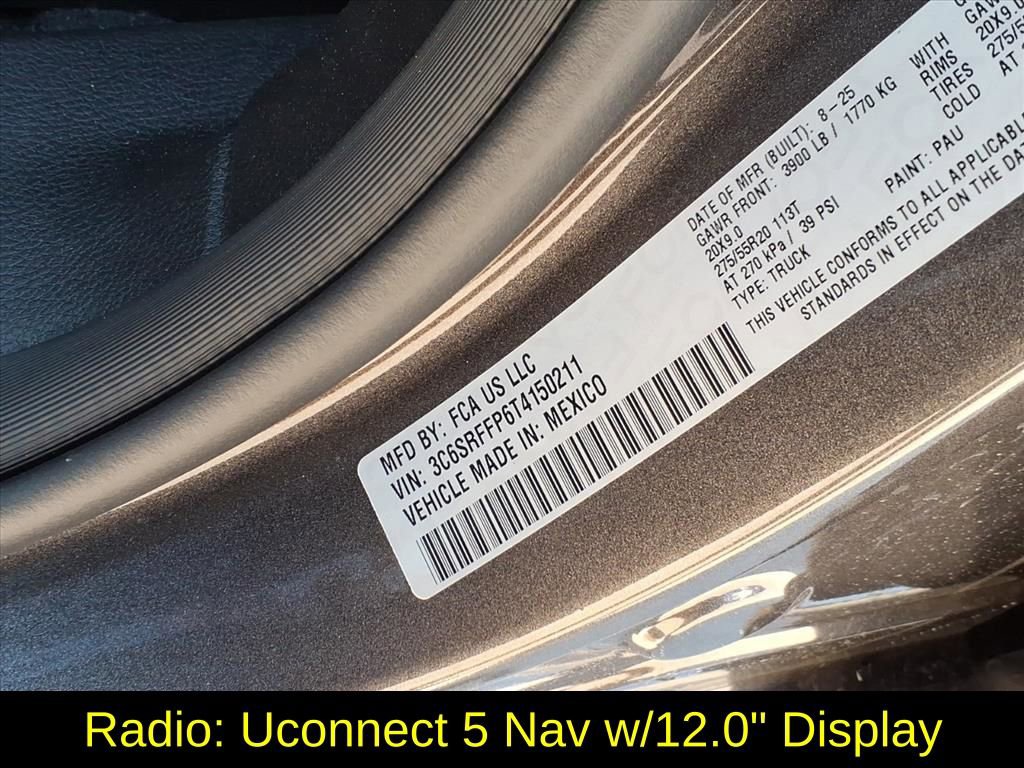 MFD BY: FCA US LLC
VIN: 3C6SRFFP6T4150211
VEHICLE MADE IN: MEXICO
DATE OF MFR (BUILT): 8-25
GAWR FRONT: 3900 LB / 1770 KG WITH
20X9.0 RIMS
275/55R20 113T TIRES
AT 270 kPa / 39 PSI COLD
TYPE: TRUCK PAINT: PAU
THIS VEHICLE CONFORMS TO ALL APPLICABLE
STANDARDS IN EFFECT ON THE
20X9.0
AT
Radio: Uconnect 5 Nav w/12.0" Display